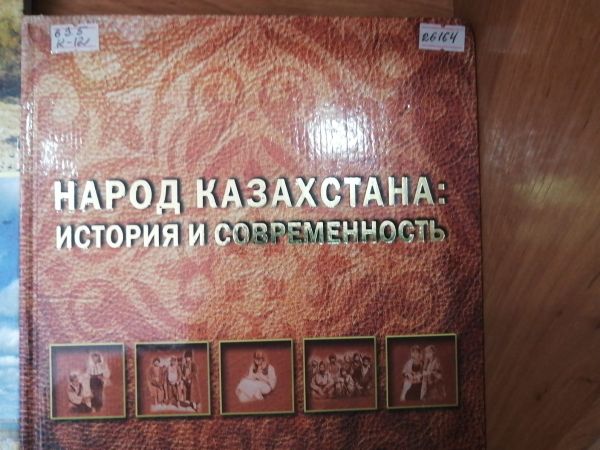 63.5
К-12
26164
НАРОД КАЗАХСТАНА:
ИСТОРИЯ И СОВРЕМЕННОСТЬ